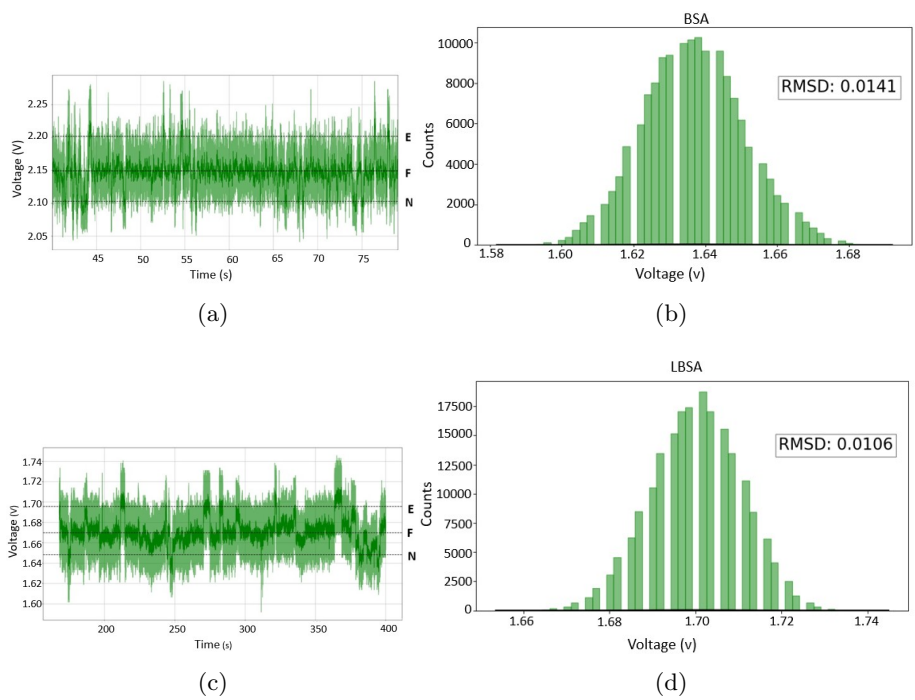 2.25
2.20
2.15
2.10
2.05
Voltage (V)
E
F
N
45 50 55 60 65 70 75
Time (s)
(a)
BSA
10000
8000
6000
4000
2000
0
Counts
RMSD: 0.0141
1.58 1.60 1.62 1.64 1.66 1.68
Voltage (v)
(b)
1.74
1.72
1.70
1.68
1.66
1.64
1.62
1.60
Voltage (V)
E
F
N
200 250 300 350 400
Time (s)
(c)
LBSA
17500
15000
12500
10000
7500
5000
2500
0
Counts
RMSD: 0.0106
1.66 1.68 1.70 1.72 1.74
Voltage (v)
(d)